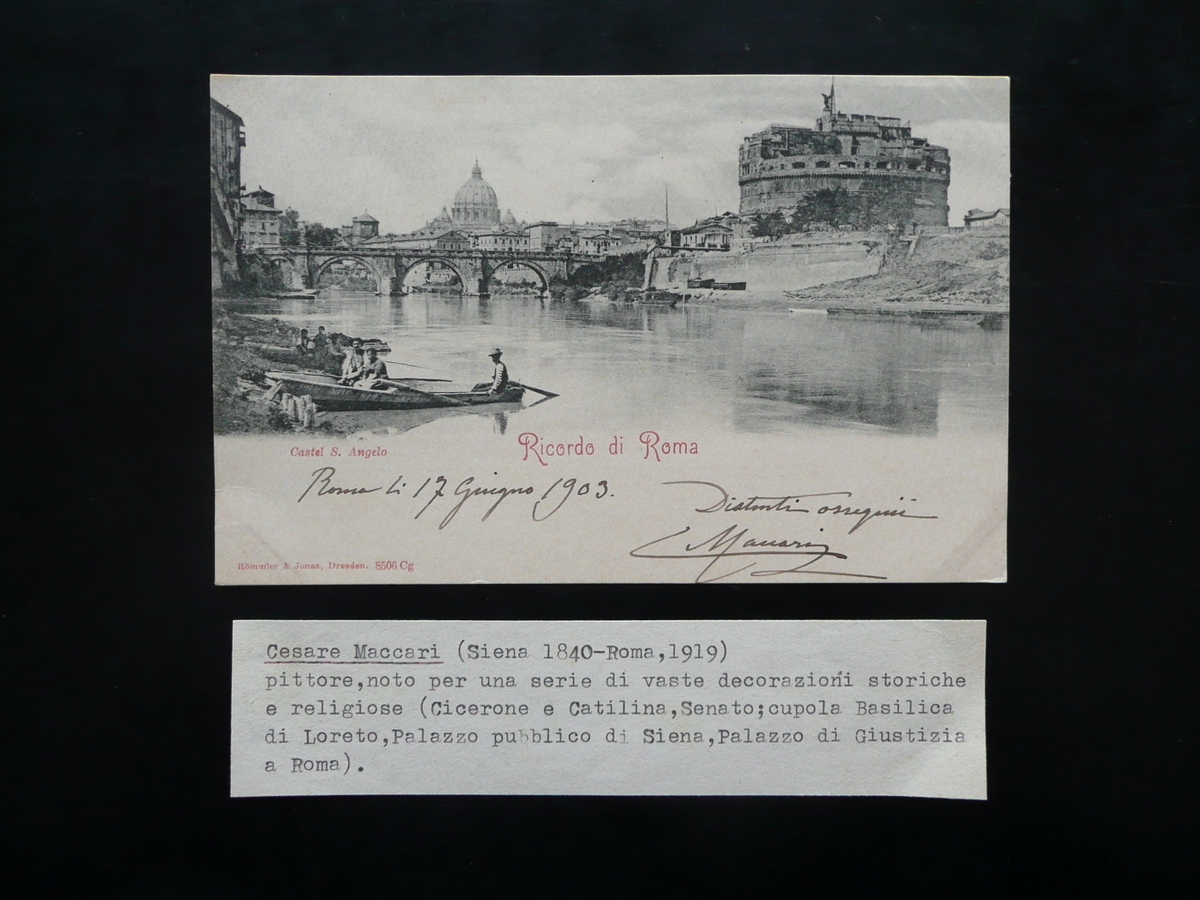 Castel S. Angelo
Ricordo di Roma
Roma li 17 Giugno 1903.
Distinti ossequii
CMaccari
Römmler & Jonas, Dresden. 8506 Cg
Cesare Maccari (Siena 1840-Roma,1919)
pittore,noto per una serie di vaste decorazioni storiche
e religiose (Cicerone e Catilina,Senato;cupola Basilica
di Loreto,Palazzo pubblico di Siena,Palazzo di Giustizia
a Roma).